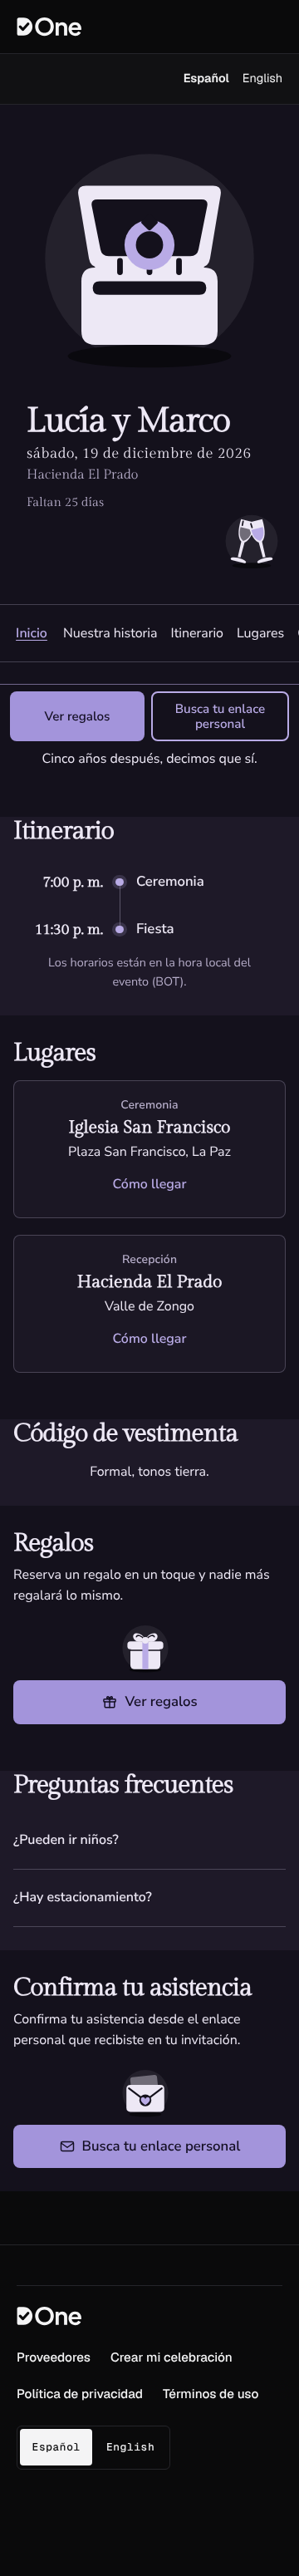 One
Español English
Lucía y Marco
sábado, 19 de diciembre de 2026
Hacienda El Prado
Faltan 25 días
Inicio Nuestra historia Itinerario Lugares
Ver regalos
Busca tu enlace
personal
Cinco años después, decimos que sí.
Itinerario
7:00 p. m. Ceremonia
11:30 p. m. Fiesta
Los horarios están en la hora local del
evento (BOT).
Lugares
Ceremonia
Iglesia San Francisco
Plaza San Francisco, La Paz
Cómo llegar
Recepción
Hacienda El Prado
Valle de Zongo
Cómo llegar
Código de vestimenta
Formal, tonos tierra.
Regalos
Reserva un regalo en un toque y nadie más
regalará lo mismo.
Ver regalos
Preguntas frecuentes
¿Pueden ir niños?
¿Hay estacionamiento?
Confirma tu asistencia
Confirma tu asistencia desde el enlace
personal que recibiste en tu invitación.
Busca tu enlace personal
One
Proveedores Crear mi celebración
Política de privacidad Términos de uso
Español English